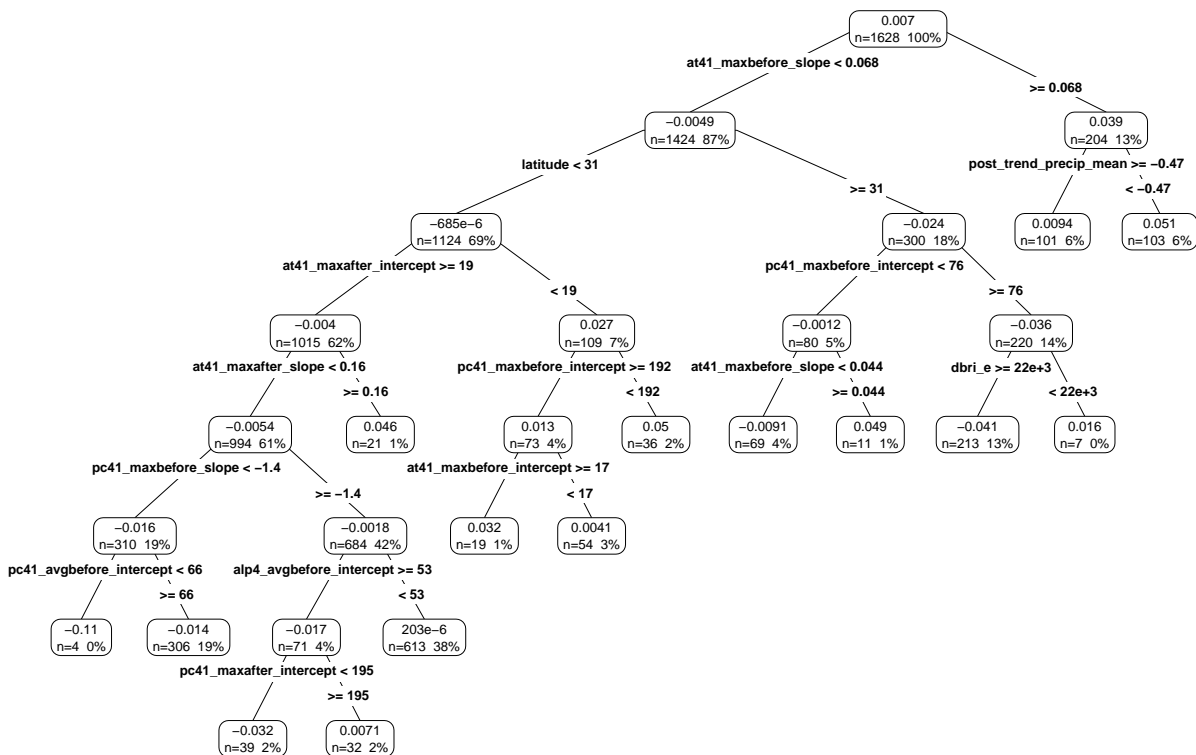 0.007
n=1628 100%
at41_maxbefore_slope < 0.068
>= 0.068
−0.0049
n=1424 87%
0.039
n=204 13%
latitude < 31
>= 31
post_trend_precip_mean >= −0.47
< −0.47
−685e−6
n=1124 69%
−0.024
n=300 18%
0.0094
n=101 6%
0.051
n=103 6%
at41_maxafter_intercept >= 19
< 19
pc41_maxbefore_intercept < 76
>= 76
−0.004
n=1015 62%
0.027
n=109 7%
−0.0012
n=80 5%
−0.036
n=220 14%
at41_maxafter_slope < 0.16
>= 0.16
pc41_maxbefore_intercept >= 192
< 192
at41_maxbefore_slope < 0.044
>= 0.044
dbri_e >= 22e+3
< 22e+3
−0.0054
n=994 61%
0.046
n=21 1%
0.013
n=73 4%
0.05
n=36 2%
−0.0091
n=69 4%
0.049
n=11 1%
−0.041
n=213 13%
0.016
n=7 0%
pc41_maxbefore_slope < −1.4
>= −1.4
at41_maxbefore_intercept >= 17
< 17
−0.016
n=310 19%
−0.0018
n=684 42%
0.032
n=19 1%
0.0041
n=54 3%
pc41_avgbefore_intercept < 66
>= 66
alp4_avgbefore_intercept >= 53
< 53
−0.11
n=4 0%
−0.014
n=306 19%
−0.017
n=71 4%
203e−6
n=613 38%
pc41_maxafter_intercept < 195
>= 195
−0.032
n=39 2%
0.0071
n=32 2%